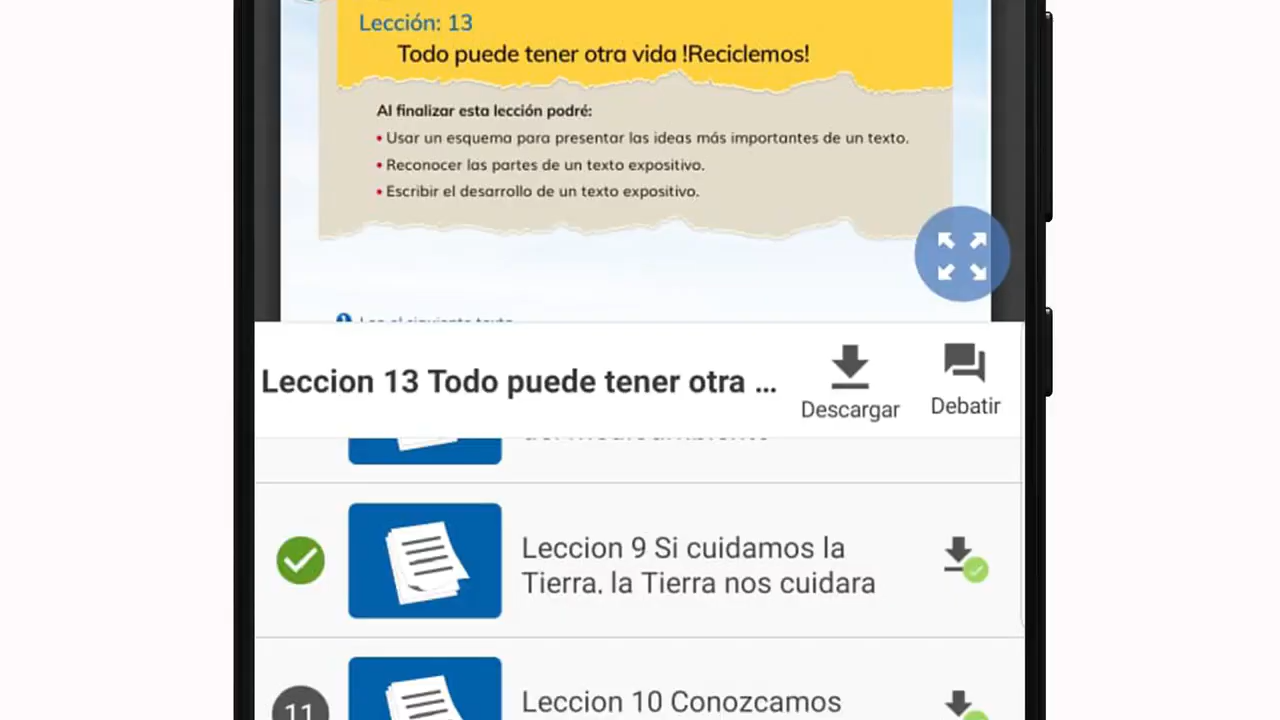 Lección: 13
Todo puede tener otra vida !Reciclemos!
Al finalizar esta lección podré:
• Usar un esquema para presentar las ideas más importantes de un texto.
• Reconocer las partes de un texto expositivo.
• Escribir el desarrollo de un texto expositivo.
Leccion 13 Todo puede tener otra ...
Descargar
Debatir
Leccion 9 Si cuidamos la
Tierra. la Tierra nos cuidara
11
Leccion 10 Conozcamos